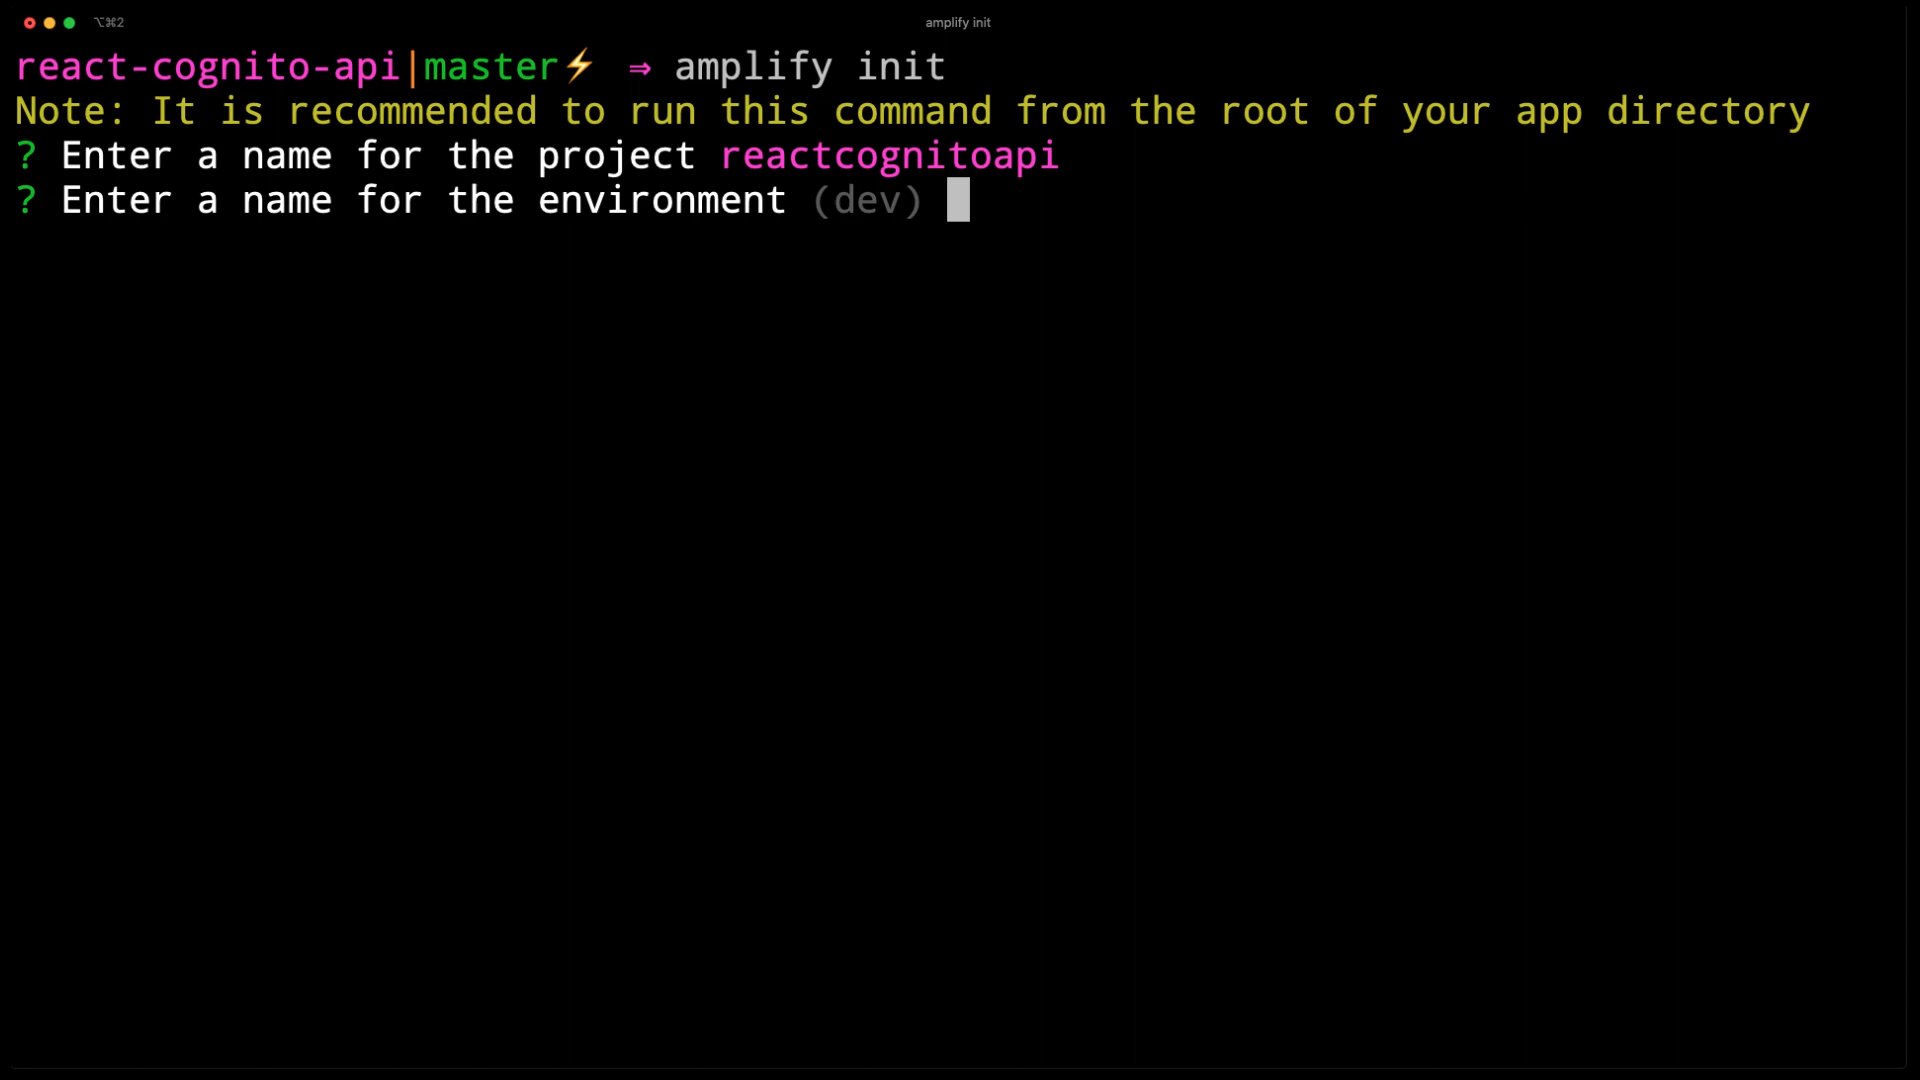 ⌥⌘2
amplify init
react-cognito-api|master⚡ ⇒ amplify init
Note: It is recommended to run this command from the root of your app directory
? Enter a name for the project reactcognitoapi
? Enter a name for the environment (dev)